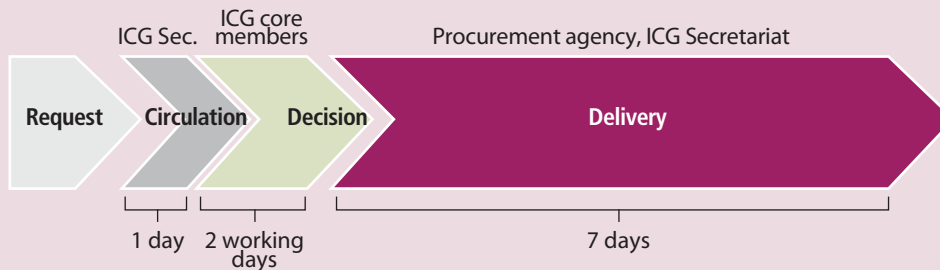 ICG Sec.
ICG core
members
Procurement agency, ICG Secretariat
Request
Circulation
Decision
Delivery
1 day
2 working
days
7 days